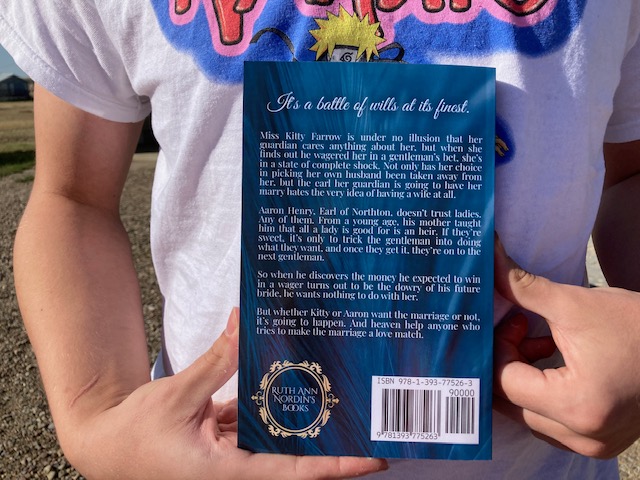 It's a battle of wills at its finest.
Miss Kitty Farrow is under no illusion that her
guardian cares anything about her, but when she
finds out he wagered her in a gentleman's bet, she's
in a state of complete shock. Not only has her choice
in picking her own husband been taken away from
her, but the earl her guardian is going to have her
marry hates the very idea of having a wife at all.
Aaron Henry, Earl of Northton, doesn't trust ladies.
Any of them. From a young age, his mother taught
him that all a lady is good for is an heir. If they're
sweet, it's only to trick the gentleman into doing
what they want, and once they get it, they're on to the
next gentleman.
So when he discovers the money he expected to win
in a wager turns out to be the dowry of his future
bride, he wants nothing to do with her.
But whether Kitty or Aaron want the marriage or not,
it's going to happen. And heaven help anyone who
tries to make the marriage a love match.
RUTH ANN
NORDIN'S
BOOKS
ISBN 978-1-393-77526-3
90000
9 781393 775263